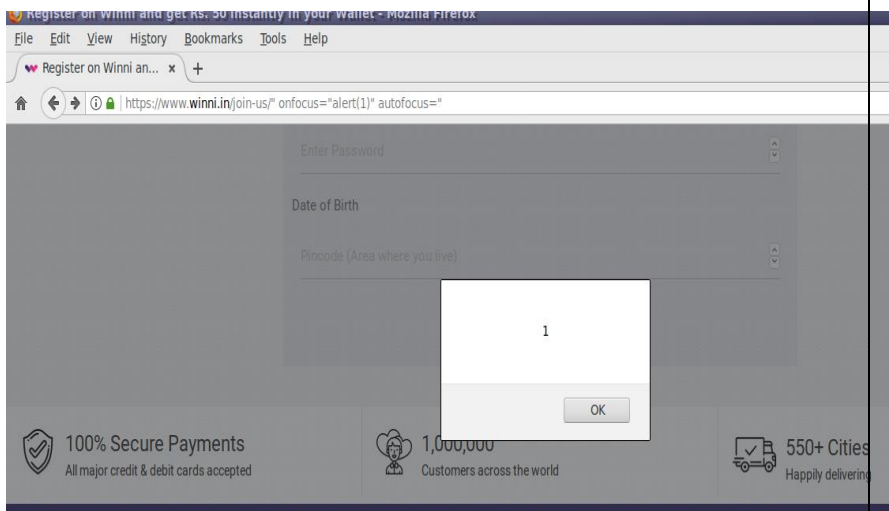 Register on Winni and get Rs. 50 instantly in your Wallet - Mozilla Firefox
File Edit View History Bookmarks Tools Help
Register on Winni an... × +
https://www.winni.in/join-us/" onfocus="alert(1)" autofocus="
Enter Password
Date of Birth
Pincode (Area where you live)
1
OK
100% Secure Payments
All major credit & debit cards accepted
1,000,000
Customers across the world
550+ Cities
Happily delivering